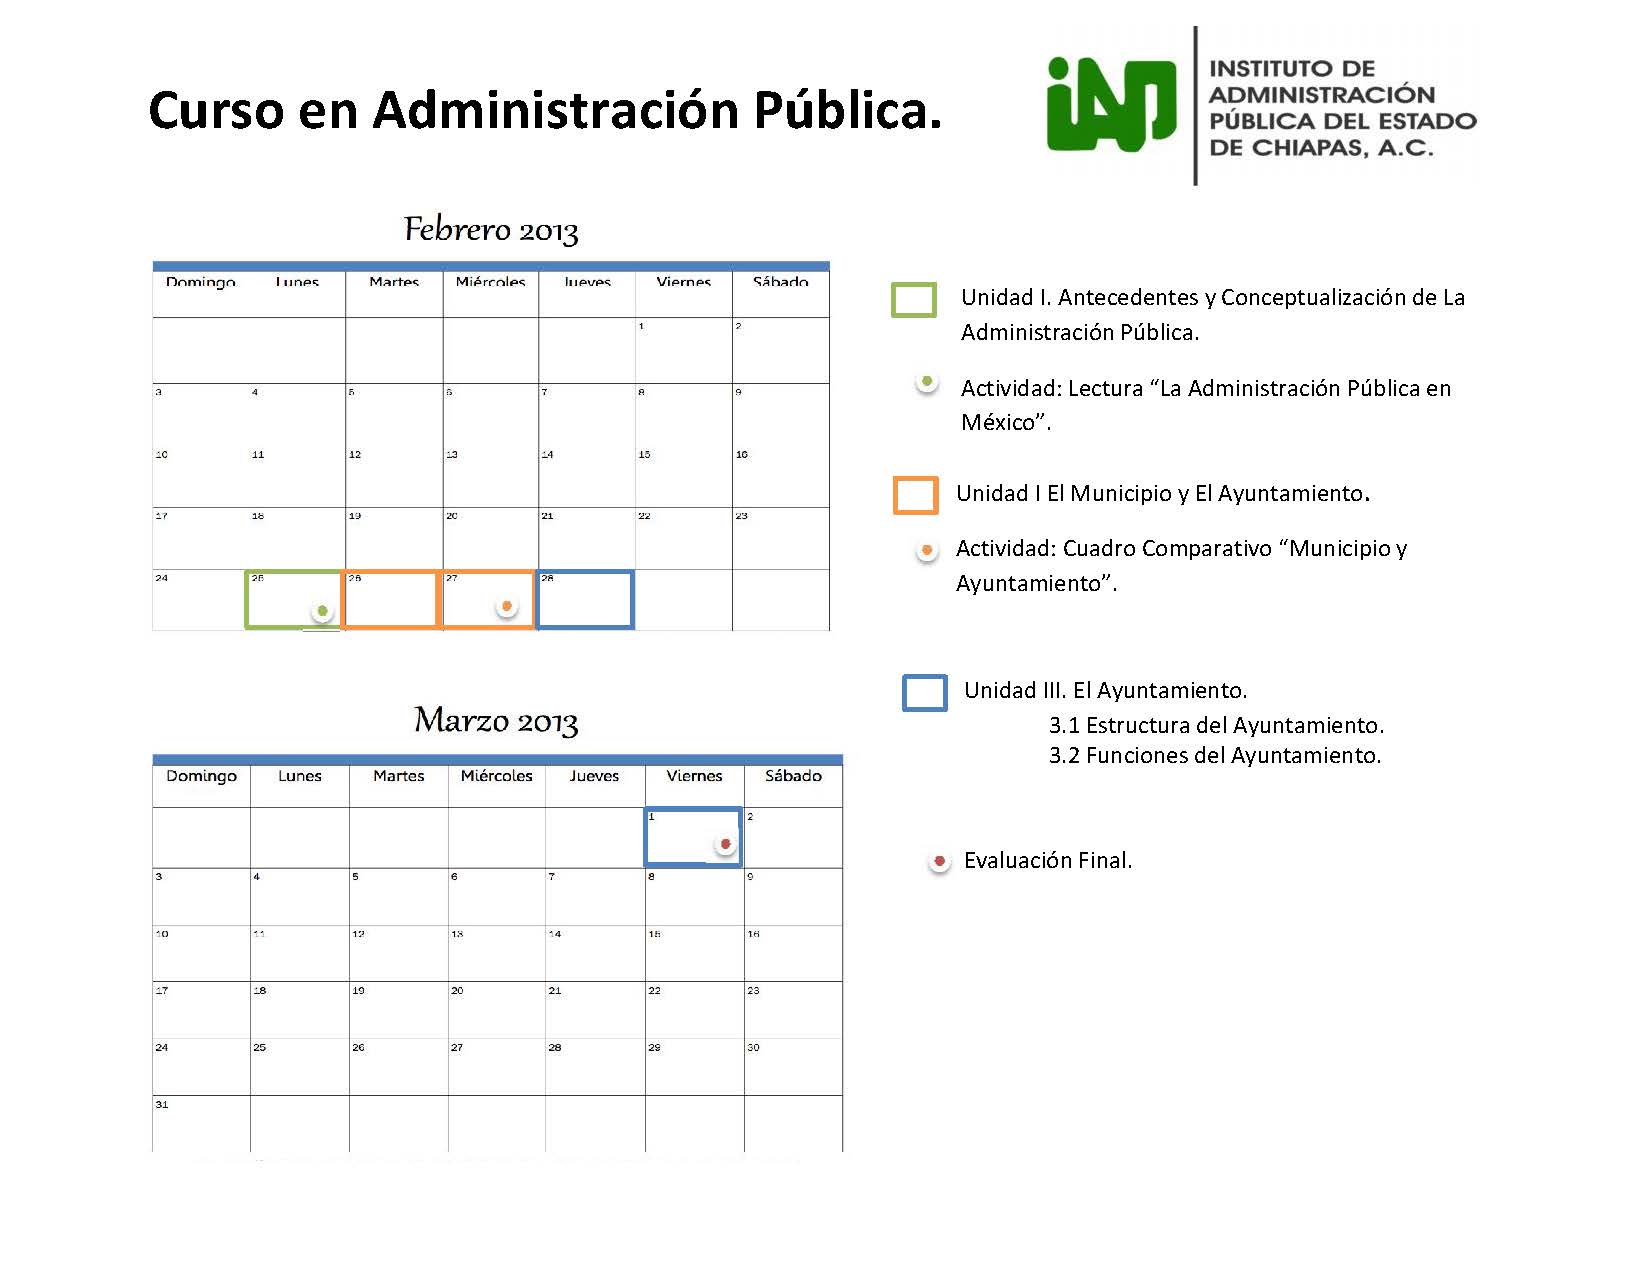 Curso en Administración Pública.
iAP
INSTITUTO DE
ADMINISTRACIÓN
PÚBLICA DEL ESTADO
DE CHIAPAS, A.C.
Febrero 2013
Domingo Lunes Martes Miércoles Jueves Viernes Sábado
1 2
3 4 5 6 7 8 9
10 11 12 13 14 15 16
17 18 19 20 21 22 23
24 25 26 27 28
Unidad I. Antecedentes y Conceptualización de La
Administración Pública.
Actividad: Lectura “La Administración Pública en
México”.
Unidad I El Municipio y El Ayuntamiento.
Actividad: Cuadro Comparativo “Municipio y
Ayuntamiento”.
Unidad III. El Ayuntamiento.
3.1 Estructura del Ayuntamiento.
3.2 Funciones del Ayuntamiento.
Evaluación Final.
Marzo 2013
Domingo Lunes Martes Miércoles Jueves Viernes Sábado
1 2
3 4 5 6 7 8 9
10 11 12 13 14 15 16
17 18 19 20 21 22 23
24 25 26 27 28 29 30
31